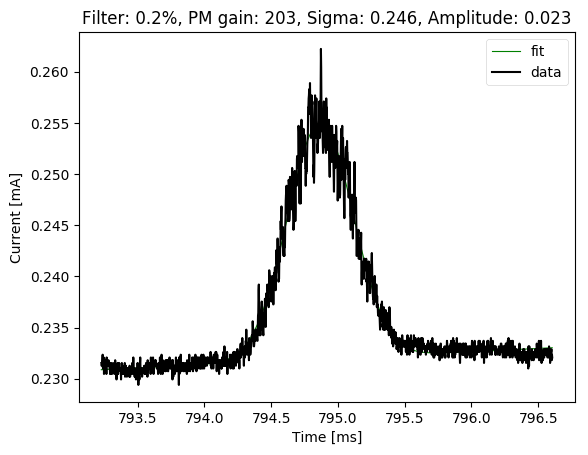 Filter: 0.2%, PM gain: 203, Sigma: 0.246, Amplitude: 0.023
fit
data
0.260
0.255
0.250
0.245
0.240
0.235
0.230
Current [mA]
793.5 794.0 794.5 794.0 795.5 796.0 796.5
Time [ms]